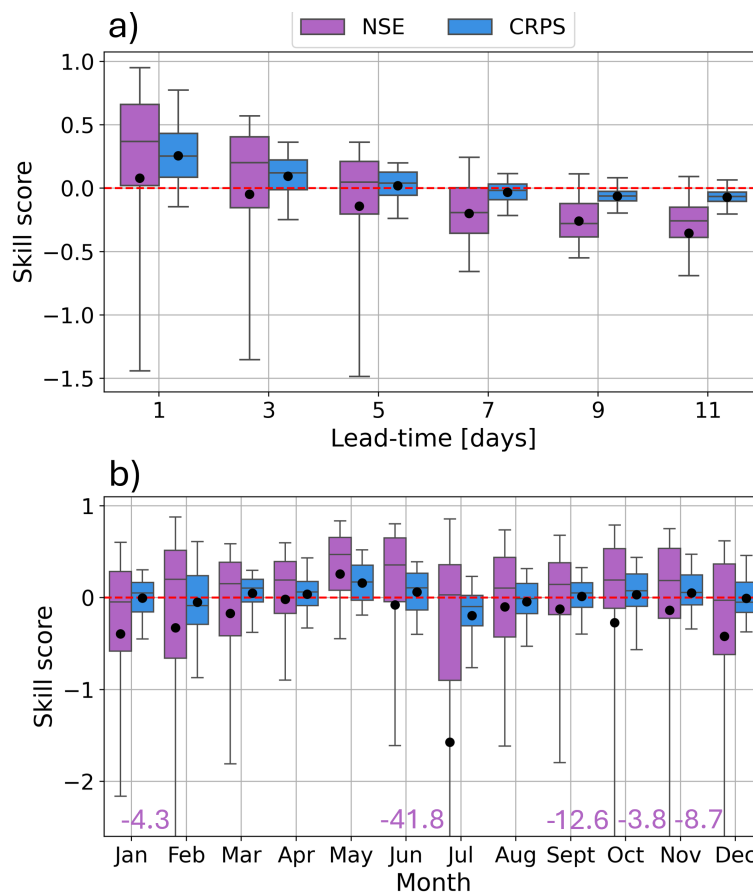 a)
NSE CRPS
1.0
0.5
0.0
−0.5
−1.0
−1.5
Skill score
1 3 5 7 9 11
Lead-time [days]
b)
1
0
−1
−2
Skill score
-4.3 -41.8 -12.6 -3.8 -8.7
Jan Feb Mar Apr May Jun Jul Aug Sept Oct Nov Dec
Month